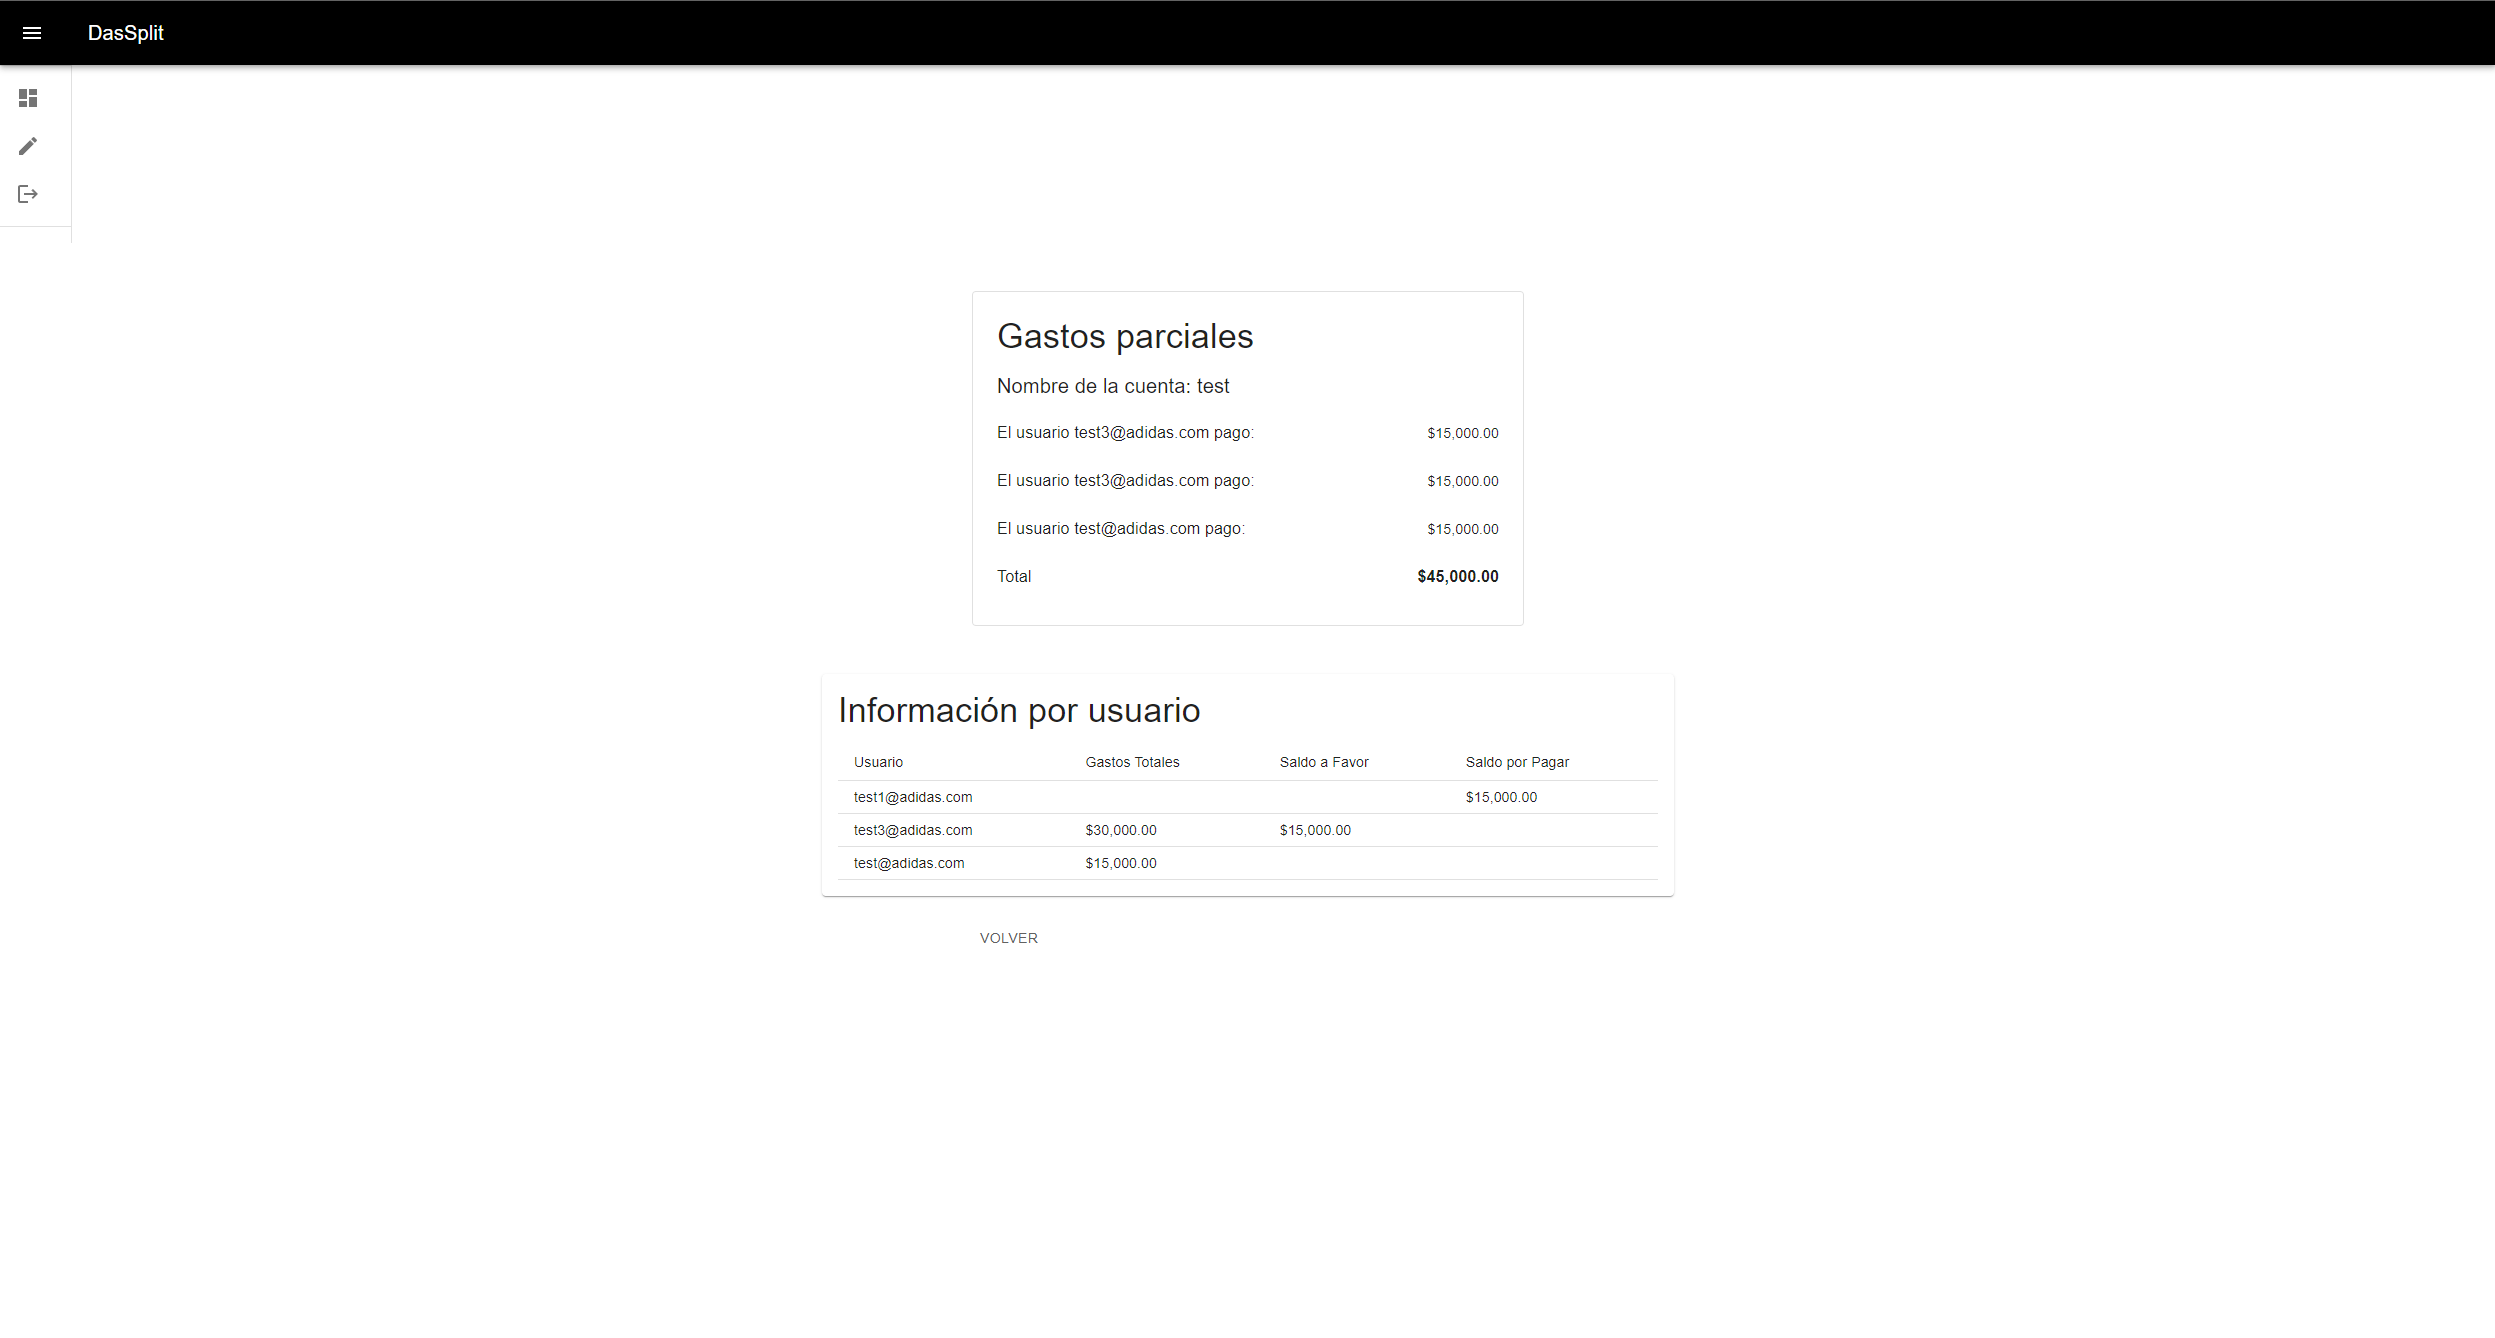 DasSplit
Gastos parciales
Nombre de la cuenta: test
El usuario test3@adidas.com pago: $15,000.00
El usuario test3@adidas.com pago: $15,000.00
El usuario test@adidas.com pago: $15,000.00
Total $45,000.00
Información por usuario
Usuario Gastos Totales Saldo a Favor Saldo por Pagar
test1@adidas.com $15,000.00
test3@adidas.com $30,000.00 $15,000.00
test@adidas.com $15,000.00
VOLVER